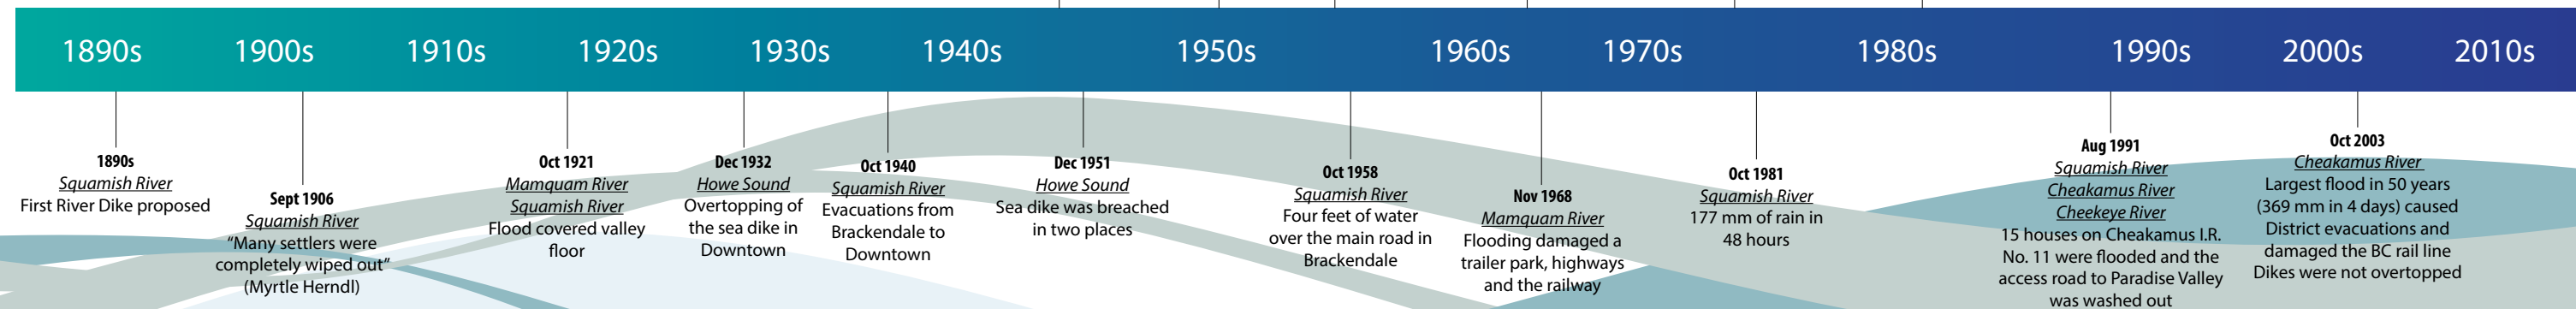 1890s 1900s 1910s 1920s 1930s 1940s 1950s 1960s 1970s 1980s 1990s 2000s 2010s
1890s
Squamish River
First River Dike proposed
Sept 1906
Squamish River
“Many settlers were
completely wiped out”
(Myrtle Herndl)
Oct 1921
Mamquam River
Squamish River
Flood covered valley
floor
Dec 1932
Howe Sound
Overtopping of
the sea dike in
Downtown
Oct 1940
Squamish River
Evacuations from
Brackendale to
Downtown
Dec 1951
Howe Sound
Sea dike was breached
in two places
Oct 1958
Squamish River
Four feet of water
over the main road in
Brackendale
Nov 1968
Mamquam River
Flooding damaged a
trailer park, highways
and the railway
Oct 1981
Squamish River
177 mm of rain in
48 hours
Aug 1991
Squamish River
Cheakamus River
Cheekeye River
15 houses on Cheakamus I.R.
No. 11 were flooded and the
access road to Paradise Valley
was washed out
Oct 2003
Cheakamus River
Largest flood in 50 years
(369 mm in 4 days) caused
District evacuations and
damaged the BC rail line
Dikes were not overtopped